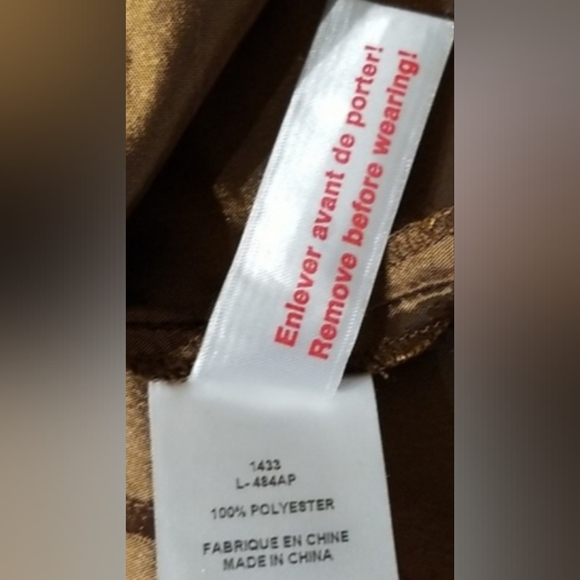 Enlever avant de porter!
Remove before wearing!
1433
L-484AP
100% POLYESTER
FABRIQUE EN CHINE
MADE IN CHINA